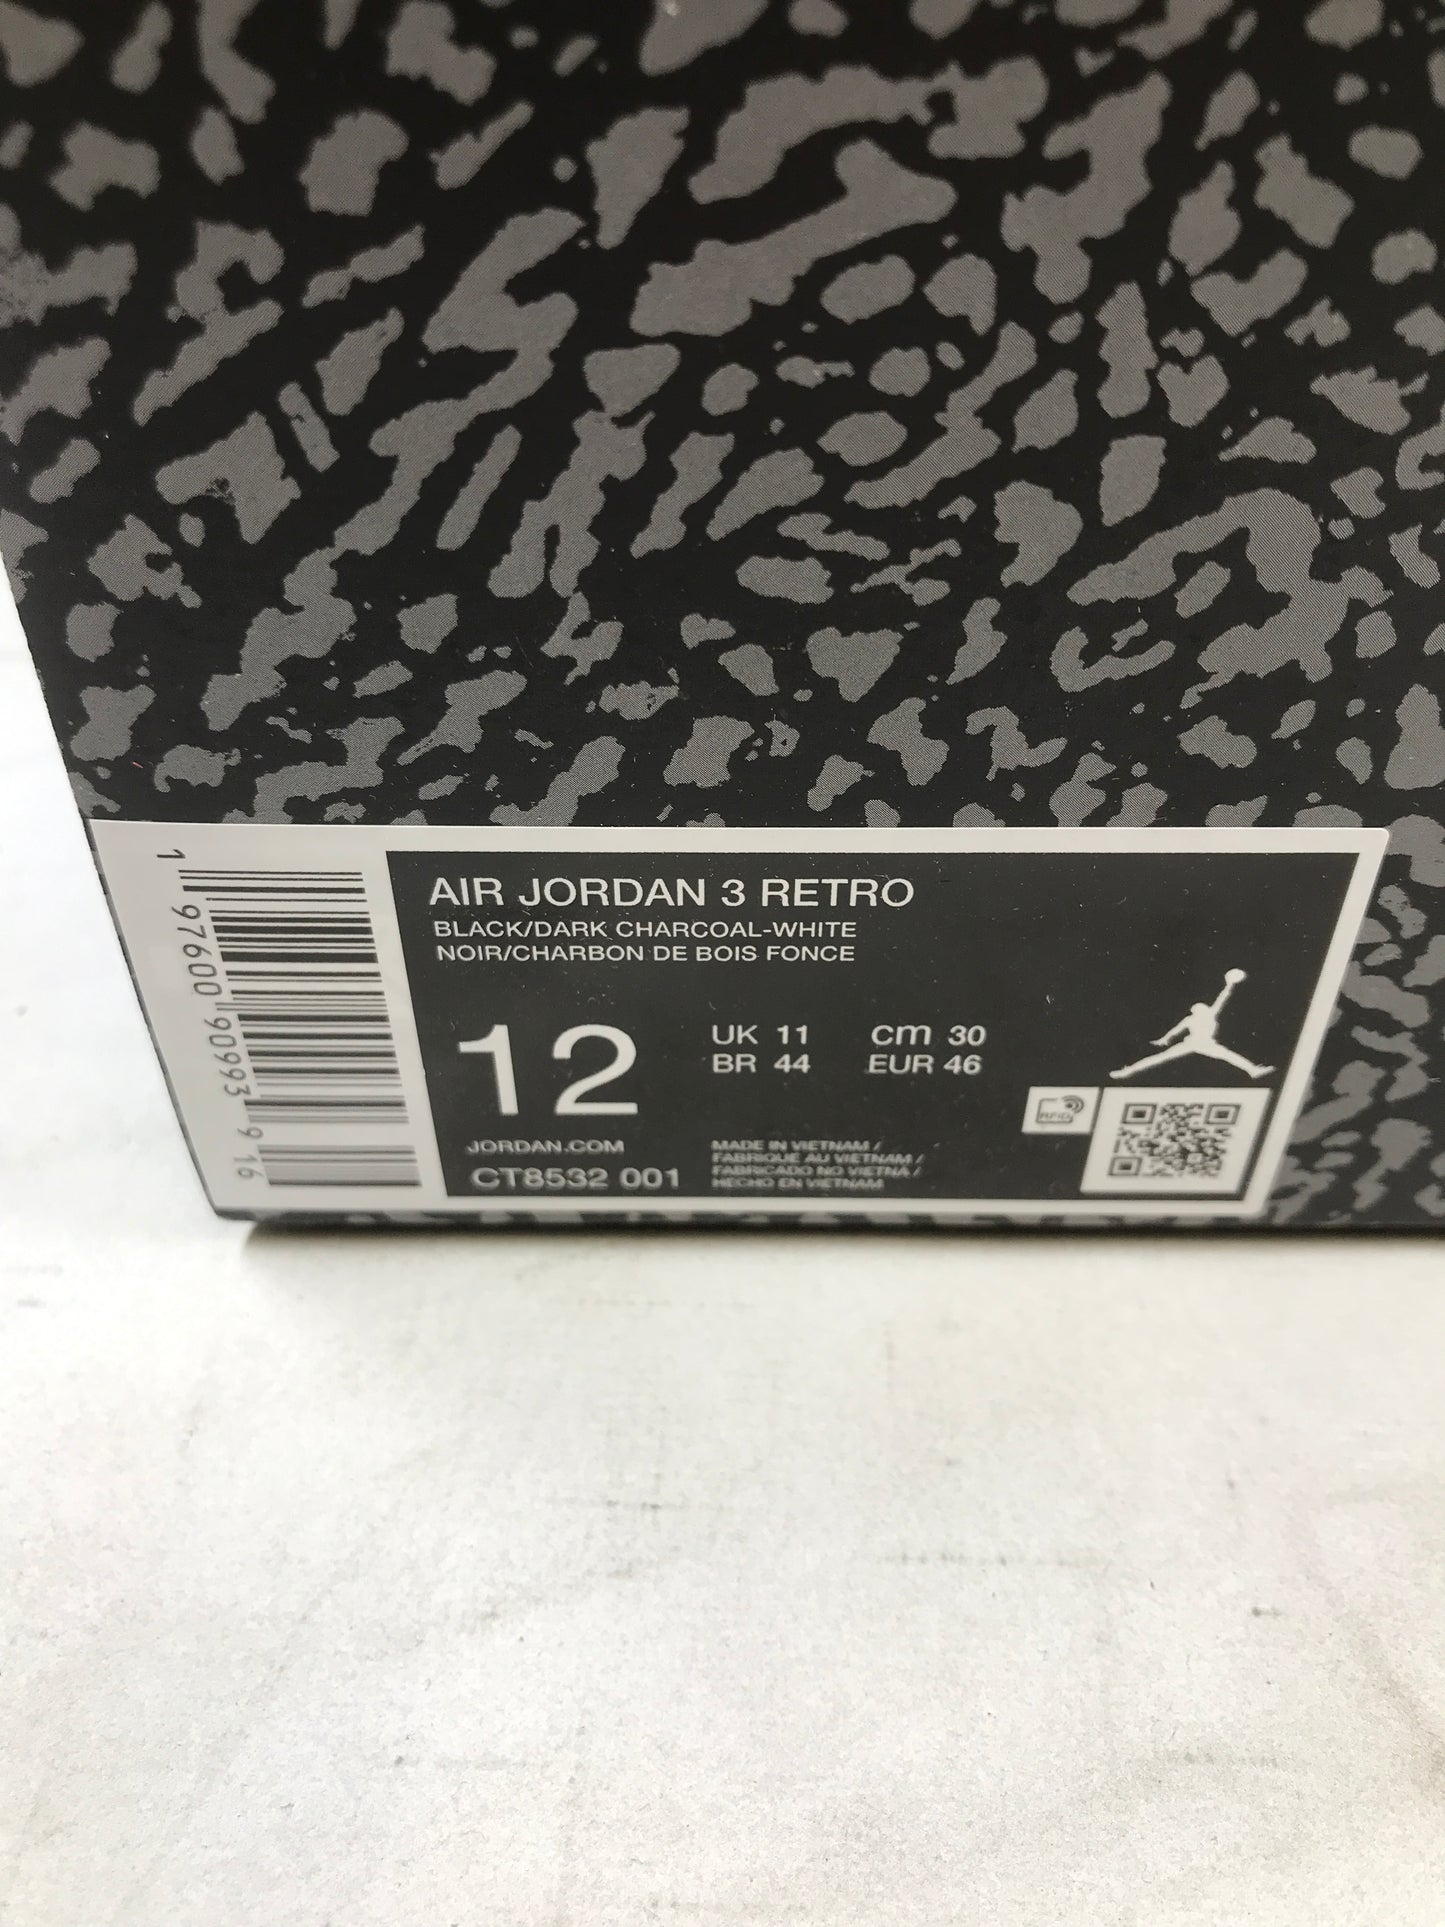 AIR JORDAN 3 RETRO
BLACK/DARK CHARCOAL-WHITE
NOIR/CHARBON DE BOIS FONCE
12
UK 11 cm 30
BR 44 EUR 46
RFID
JORDAN.COM
CT8532 001
MADE IN VIETNAM /
FABRIQUE AU VIETNAM /
FABRICADO NO VIETNA /
HECHO EN VIETNAM
1 97600 90993 9 16